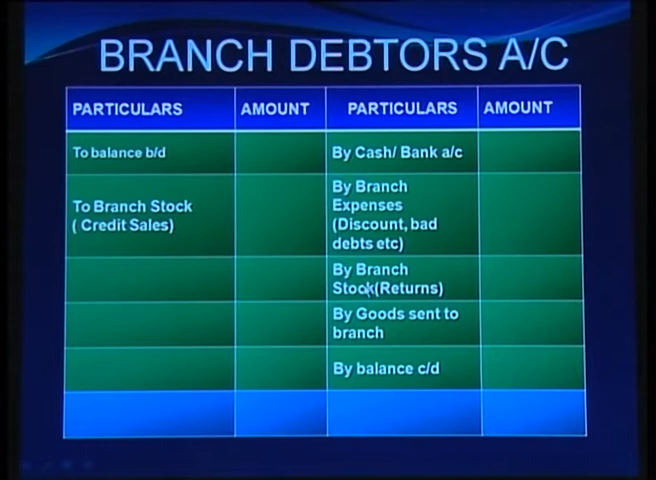 BRANCH DEBTORS A/C
PARTICULARS AMOUNT PARTICULARS AMOUNT
To balance b/d By Cash/ Bank a/c
To Branch Stock
( Credit Sales)
By Branch
Expenses
(Discount, bad
debts etc)
By Branch
Stock(Returns)
By Goods sent to
branch
By balance c/d